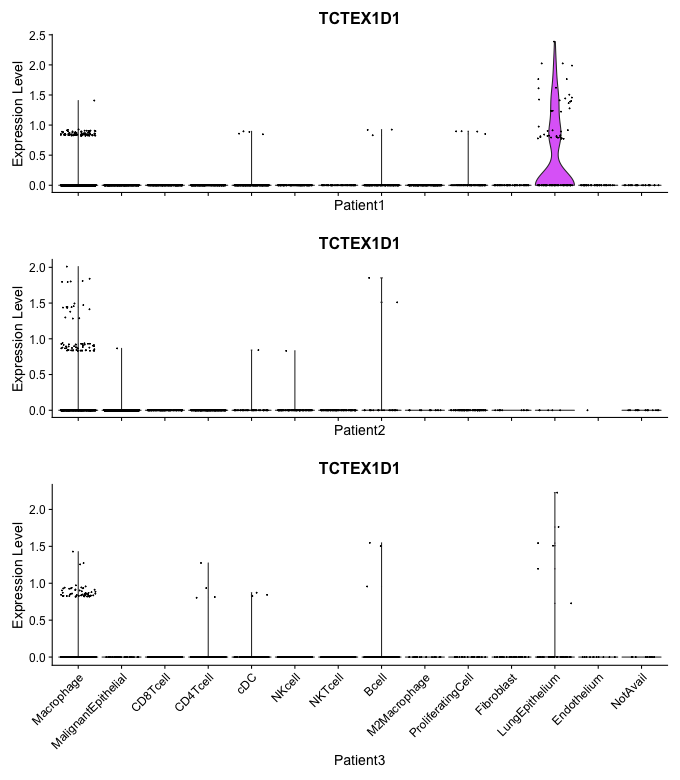 TCTEX1D1
Expression Level
2.5
2.0
1.5
1.0
0.5
0.0
Patient1
TCTEX1D1
Expression Level
2.0
1.5
1.0
0.5
0.0
Patient2
TCTEX1D1
Expression Level
2.0
1.5
1.0
0.5
0.0
Macrophage
MalignantEpithelial
CD8Tcell
CD4Tcell
cDC
NKcell
NKTcell
Bcell
M2Macrophage
ProliferatingCell
Fibroblast
LungEpithelium
Endothelium
NotAvail
Patient3